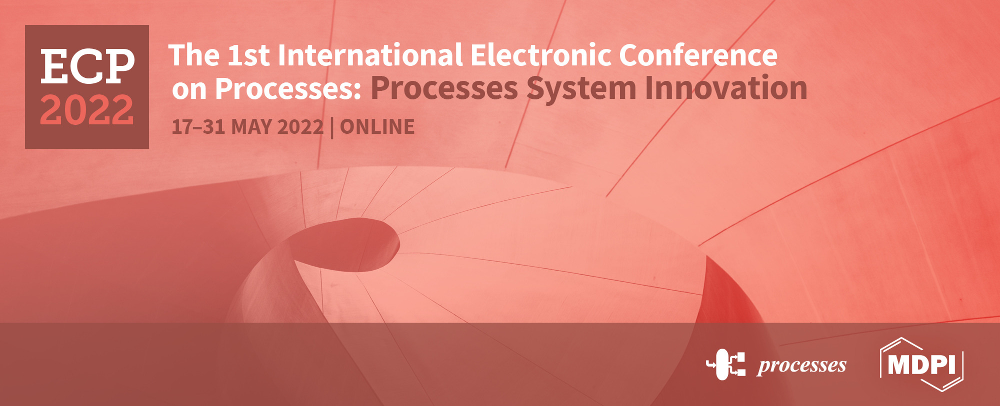 ECP
2022
The 1st International Electronic Conference
on Processes: Processes System Innovation
17–31 MAY 2022 | ONLINE
processes
MDPI